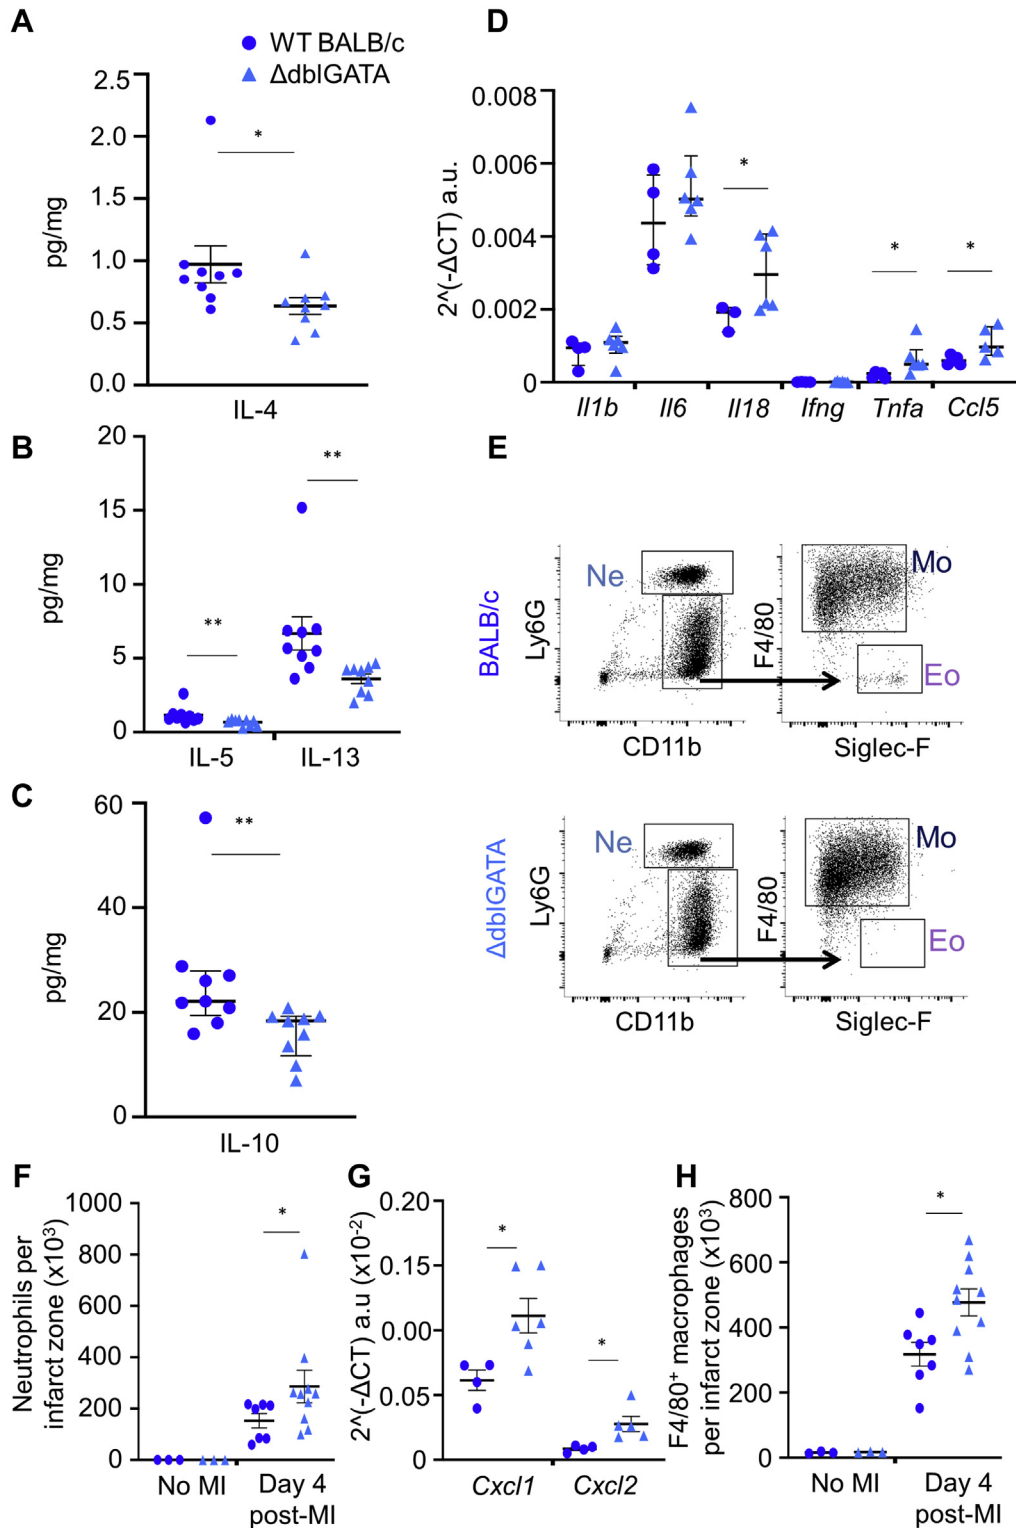 A
WT BALB/c
ΔdblGATA
pg/mg
2.5
2.0
1.5
1.0
0.5
0.0
*
IL-4
B
pg/mg
20
15
10
5
0
**
**
IL-5
IL-13
C
pg/mg
60
40
20
0
**
IL-10
D
2^(-ΔCT) a.u.
0.008
0.006
0.004
0.002
0
*
*
*
Il1b
Il6
Il18
Ifng
Tnfa
Ccl5
E
BALB/c
Ly6G
Ne
CD11b
F4/80
Mo
Eo
Siglec-F
ΔdblGATA
Ly6G
Ne
CD11b
F4/80
Mo
Eo
Siglec-F
F
Neutrophils per
infarct zone (x10³)
1000
800
600
400
200
0
*
No MI
Day 4
post-MI
G
2^(-ΔCT) a.u (x10⁻²)
0.20
0.15
0.00
0.05
0
*
*
Cxcl1
Cxcl2
H
F4/80⁺ macrophages
per infarct zone (x10³)
800
600
400
200
0
*
No MI
Day 4
post-MI